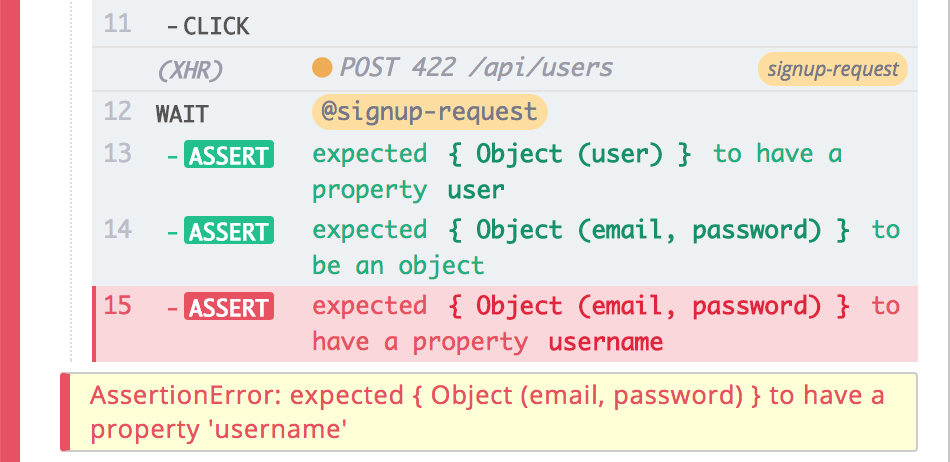 11 -CLICK
(XHR) POST 422 /api/users signup-request
12 WAIT @signup-request
13 -ASSERT expected { Object (user) } to have a
property user
14 -ASSERT expected { Object (email, password) } to
be an object
15 -ASSERT expected { Object (email, password) } to
have a property username
AssertionError: expected { Object (email, password) } to have a
property 'username'